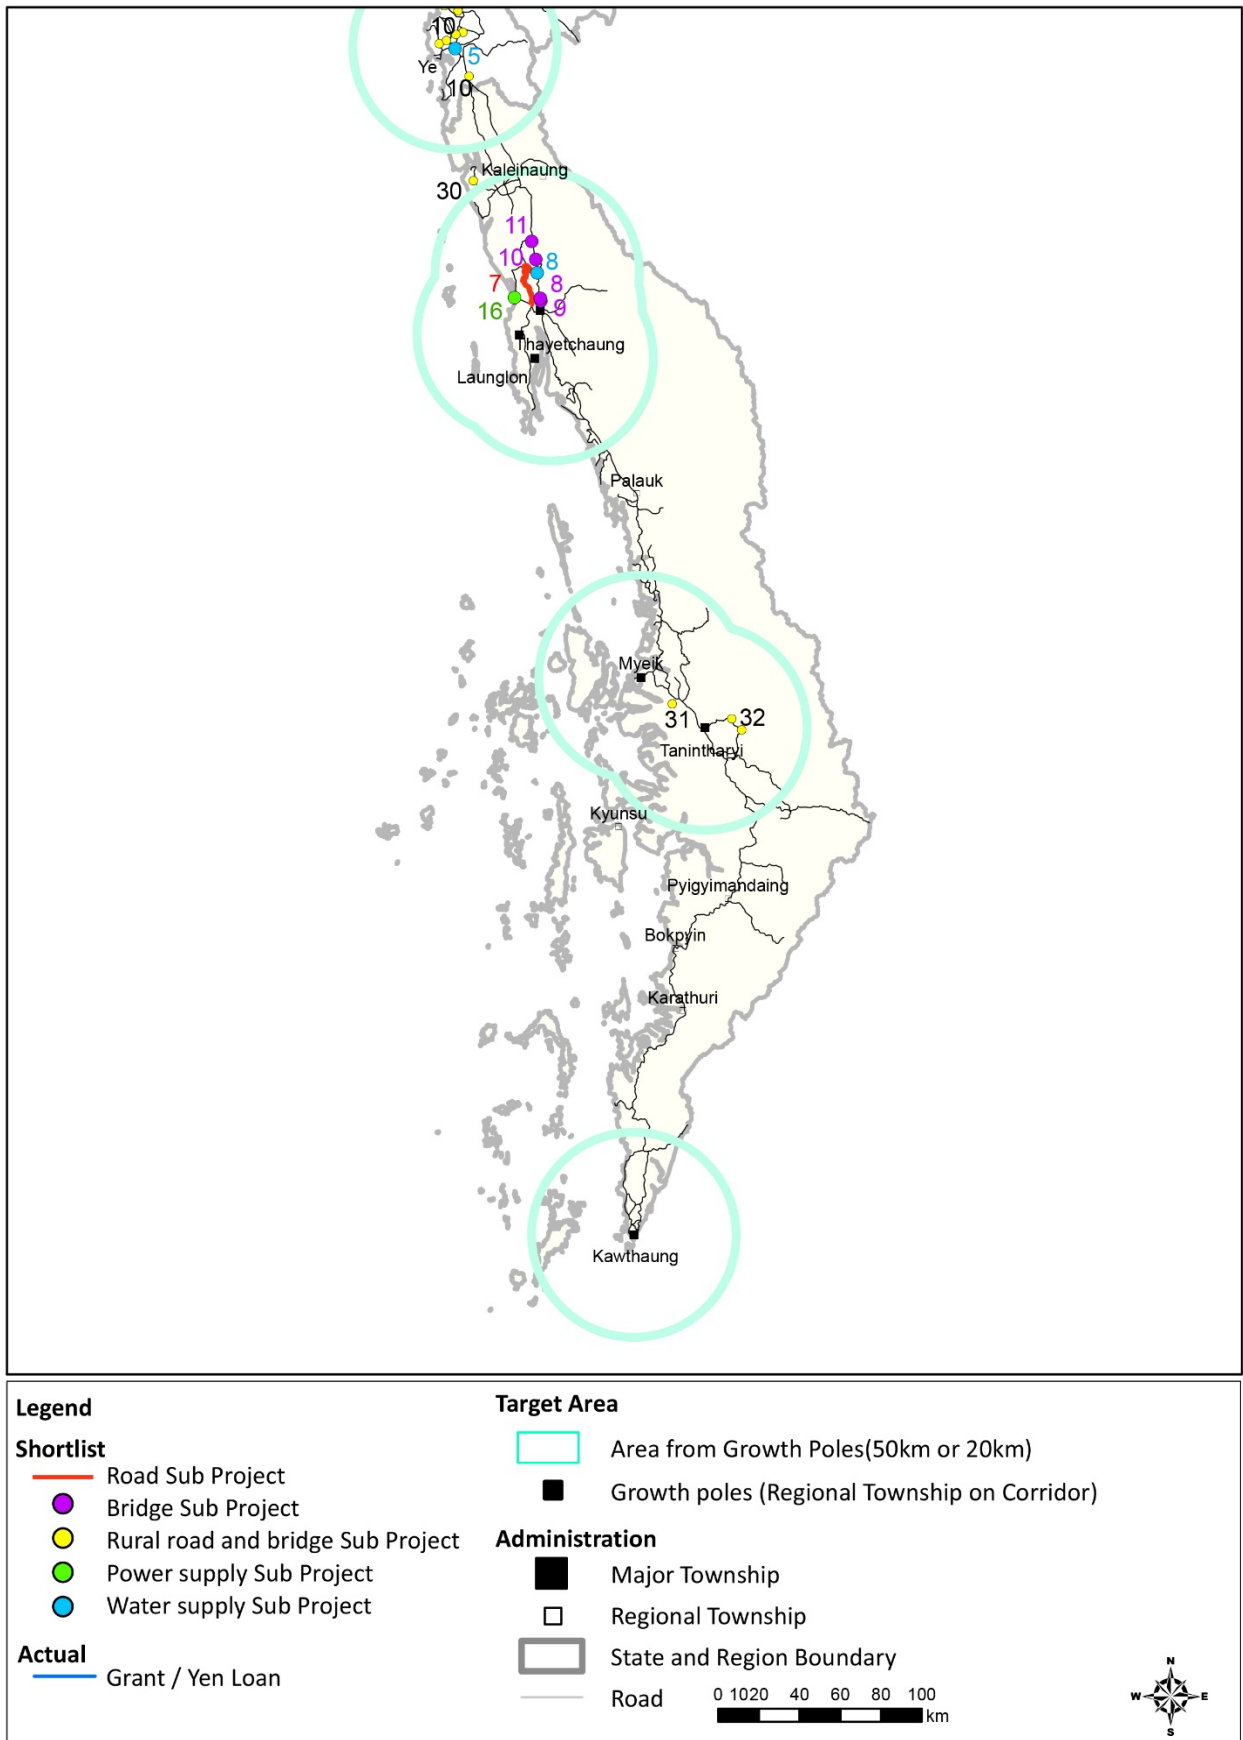 10
5
Ye
10
Kaleinaung
30
11
10
8
7
8
16
9
Thayetchaung
Launglon
Palauk
Myeik
31
32
Tanintharyi
Kyunsu
Pyigyimandaing
Bokpyin
Karathuri
Kawthaung
Legend
Shortlist
Road Sub Project
Bridge Sub Project
Rural road and bridge Sub Project
Power supply Sub Project
Water supply Sub Project
Actual
Grant / Yen Loan
Target Area
Area from Growth Poles(50km or 20km)
Growth poles (Regional Township on Corridor)
Administration
Major Township
Regional Township
State and Region Boundary
Road
0 1020 40 60 80 100
km
N
W E
S